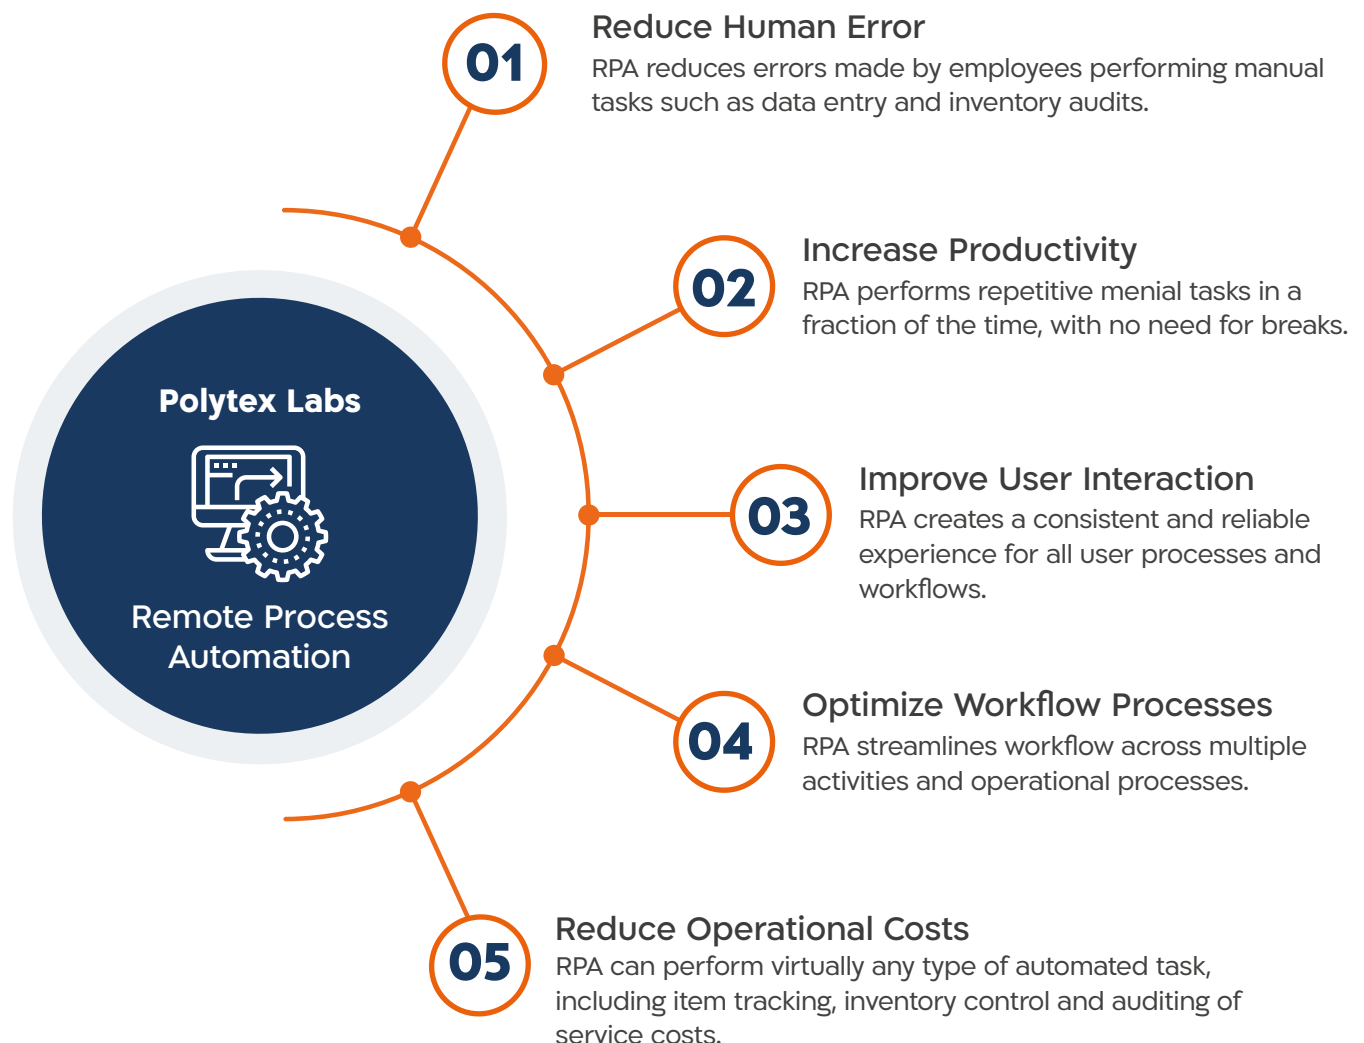 01
Reduce Human Error
RPA reduces errors made by employees performing manual
tasks such as data entry and inventory audits.
02
Increase Productivity
RPA performs repetitive menial tasks in a
fraction of the time, with no need for breaks.
Polytex Labs
Remote Process
Automation
03
Improve User Interaction
RPA creates a consistent and reliable
experience for all user processes and
workflows.
04
Optimize Workflow Processes
RPA streamlines workflow across multiple
activities and operational processes.
05
Reduce Operational Costs
RPA can perform virtually any type of automated task,
including item tracking, inventory control and auditing of
service costs.